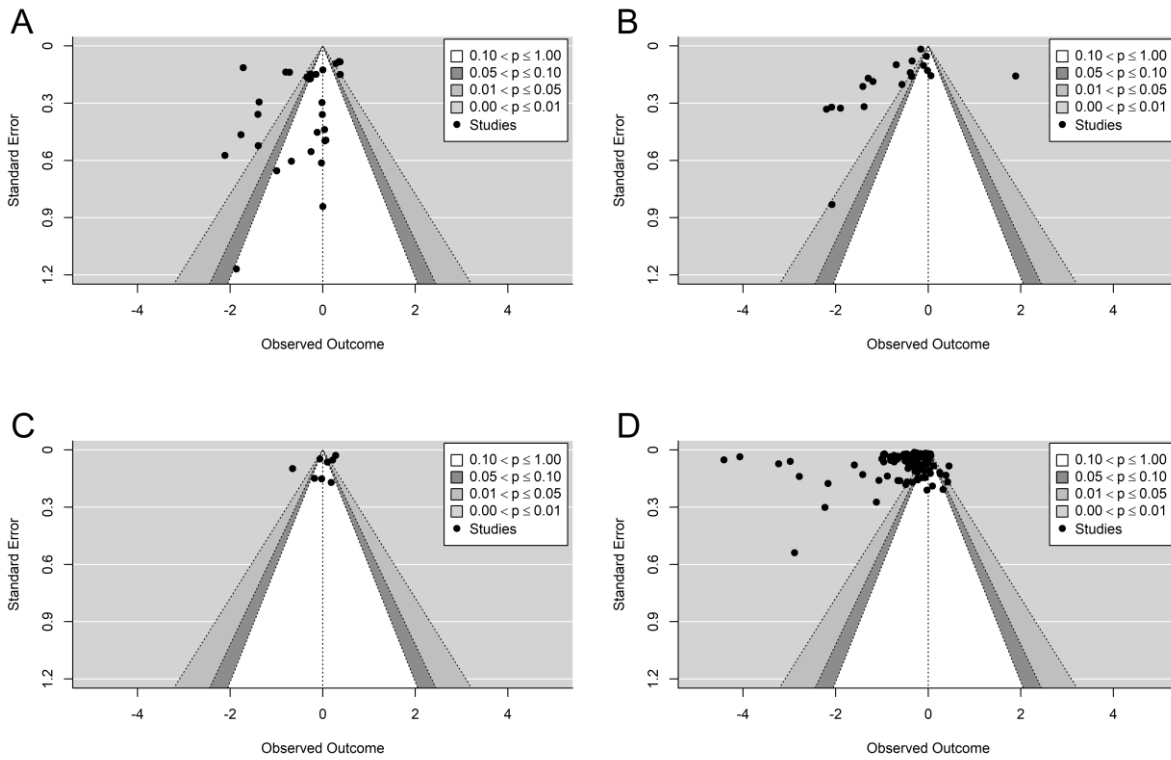 A
Standard Error
0
0.3
0.6
0.9
1.2
0.10 < p ≤ 1.00
0.05 < p ≤ 0.10
0.01 < p ≤ 0.05
0.00 < p ≤ 0.01
Studies
-4 -2 0 2 4
Observed Outcome
B
Standard Error
0
0.3
0.6
0.9
1.2
0.10 < p ≤ 1.00
0.05 < p ≤ 0.10
0.01 < p ≤ 0.05
0.00 < p ≤ 0.01
Studies
-4 -2 0 2 4
Observed Outcome
C
Standard Error
0
0.3
0.6
0.9
1.2
0.10 < p ≤ 1.00
0.05 < p ≤ 0.10
0.01 < p ≤ 0.05
0.00 < p ≤ 0.01
Studies
-4 -2 0 2 4
Observed Outcome
D
Standard Error
0
0.3
0.6
0.9
1.2
0.10 < p ≤ 1.00
0.05 < p ≤ 0.10
0.01 < p ≤ 0.05
0.00 < p ≤ 0.01
Studies
-4 -2 0 2 4
Observed Outcome